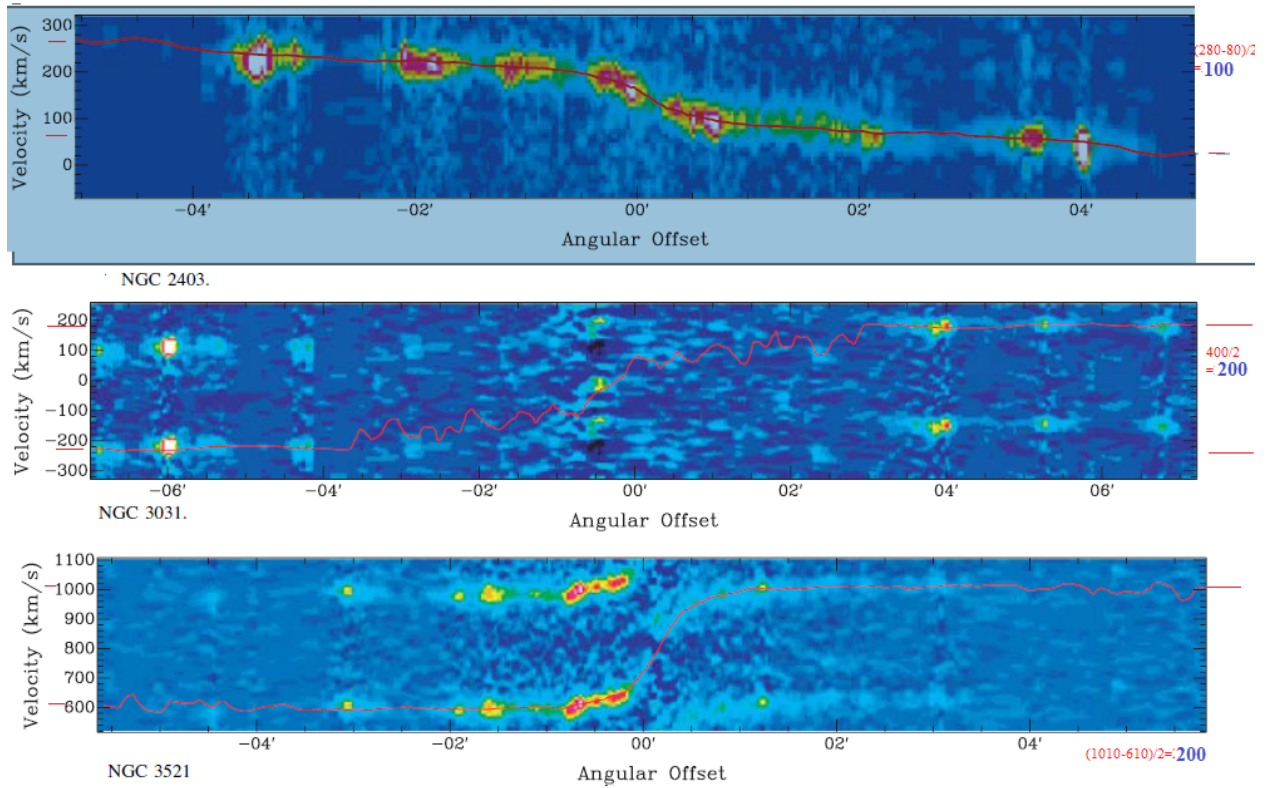 300
200
100
0
Velocity (km/s)
(280-80)/2
=100
−04′ −02′ 00′ 02′ 04′
Angular Offset
NGC 2403.
200
100
0
−100
−200
−300
Velocity (km/s)
400/2
=200
−06′ −04′ −02′ 00′ 02′ 04′ 06′
NGC 3031.
Angular Offset
1100
1000
900
800
700
600
Velocity (km/s)
−04′ −02′ 00′ 02′ 04′
(1010-610)/2=200
NGC 3521
Angular Offset